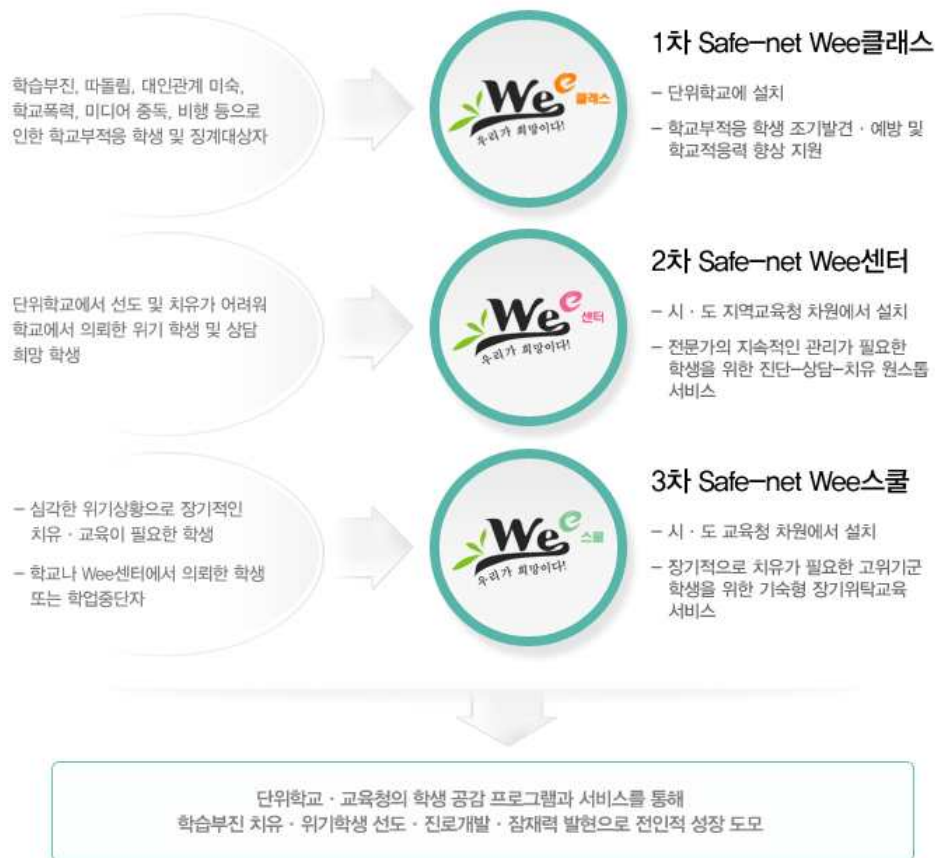 학습부진, 따돌림, 대인관계 미숙,
학교폭력, 미디어 중독, 비행 등으로
인한 학교부적응 학생 및 징계대상자
Wee 클래스
우리가 희망이다!
1차 Safe-net Wee클래스
- 단위학교에 설치
- 학교부적응 학생 조기발견 · 예방 및
학교적응력 향상 지원
단위학교에서 선도 및 치유가 어려워
학교에서 의뢰한 위기 학생 및 상담
희망 학생
Wee 센터
우리가 희망이다!
2차 Safe-net Wee센터
- 시 · 도 지역교육청 차원에서 설치
- 전문가의 지속적인 관리가 필요한
학생을 위한 진단-상담-치유 원스톱
서비스
- 심각한 위기상황으로 장기적인
치유 · 교육이 필요한 학생
- 학교나 Wee센터에서 의뢰한 학생
또는 학업중단자
Wee 스쿨
우리가 희망이다!
3차 Safe-net Wee스쿨
- 시 · 도 교육청 차원에서 설치
- 장기적으로 치유가 필요한 고위기군
학생을 위한 기숙형 장기위탁교육
서비스
단위학교 · 교육청의 학생 공감 프로그램과 서비스를 통해
학습부진 치유 · 위기학생 선도 · 진로개발 · 잠재력 발현으로 전인적 성장 도모